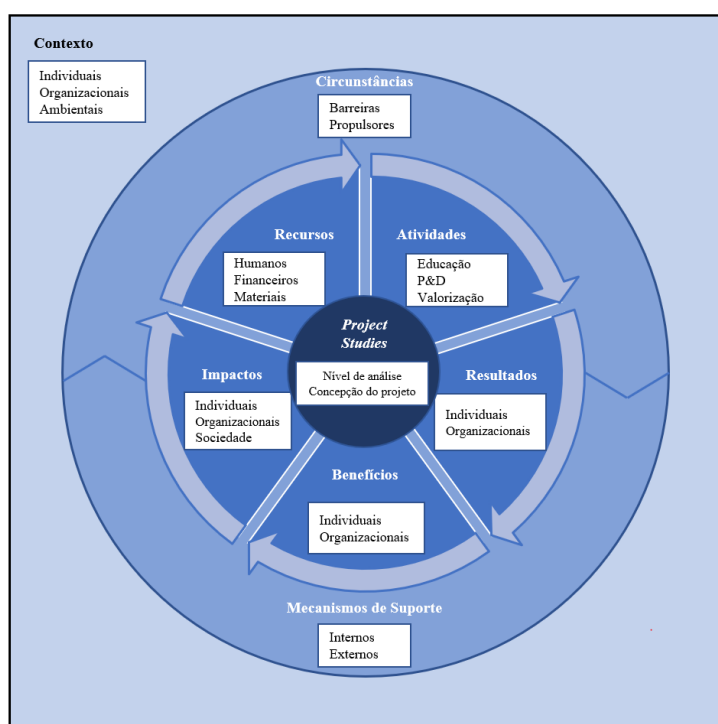 Contexto
Individuais
Organizacionais
Ambientais
Circunstâncias
Barreiras
Propulsores
Recursos
Humanos
Financeiros
Materiais
Atividades
Educação
P&D
Valorização
Project
Studies
Nível de análise
Concepção do projeto
Impactos
Individuais
Organizacionais
Sociedade
Resultados
Individuais
Organizacionais
Benefícios
Individuais
Organizacionais
Mecanismos de Suporte
Internos
Externos